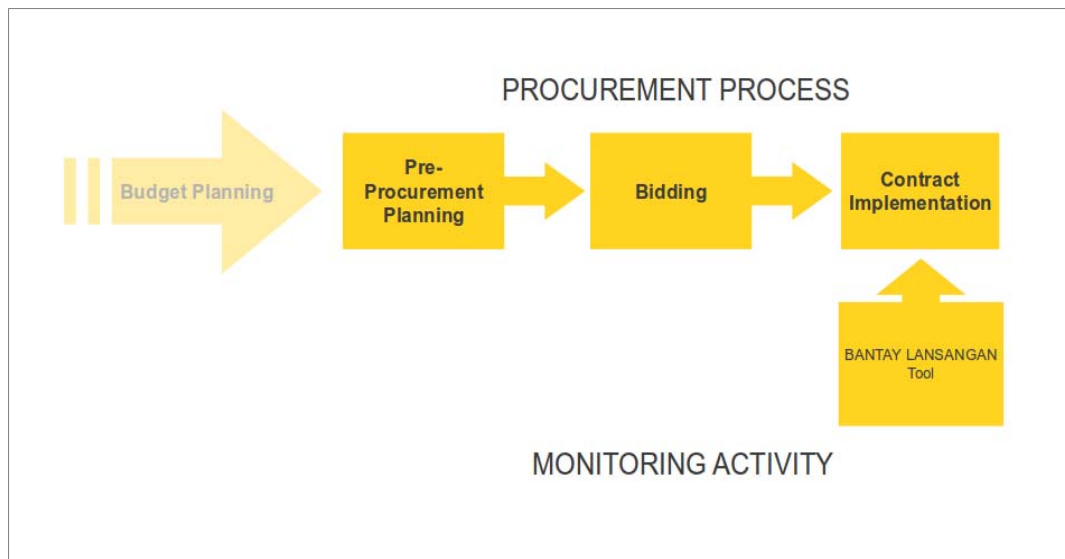 PROCUREMENT PROCESS
Budget Planning
Pre-
Procurement
Planning
Bidding
Contract
Implementation
BANTAY LANSANGAN
Tool
MONITORING ACTIVITY